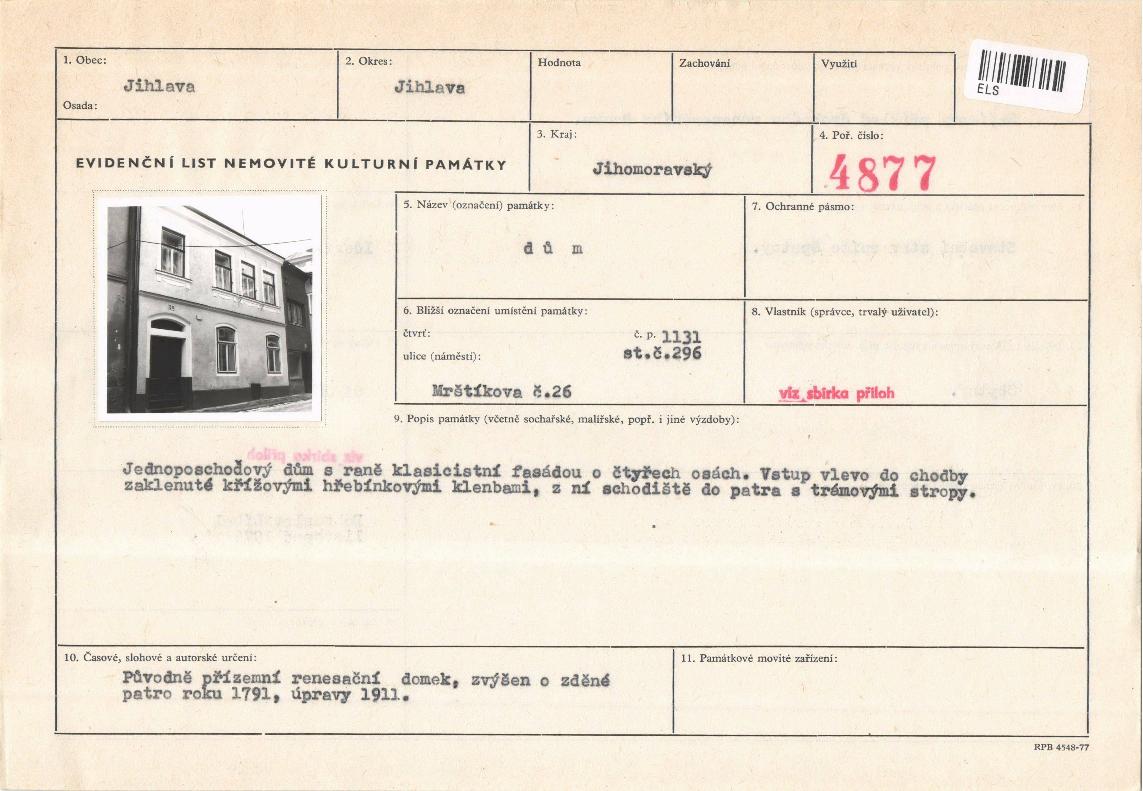 1. Obec:
Jihlava
Osada:
2. Okres:
Jihlava
Hodnota
Zachování
Využití
ELS
EVIDENČNÍ LIST NEMOVITÉ KULTURNÍ PAMÁTKY
3. Kraj:
Jihomoravský
4. Poř. číslo:
4877
5. Název (označení) památky:
dům
7. Ochranné pásmo:
6. Bližší označení umístění památky:
čtvrť:
č. p. 1131
ulice (náměstí):
st.č.296
Mrštíkova č.26
8. Vlastník (správce, trvalý uživatel):
viz sbírka příloh
9. Popis památky (včetně sochařské, malířské, popř. i jiné výzdoby):
Jednoposchoďový dům s raně klasicistní fasádou o čtyřech osách. Vstup vlevo do chodby
zaklenuté křížovými hřebínkovými klenbami, z ní schodiště do patra s trámovými stropy.
10. Časové, slohové a autorské určení:
Původně přízemní renesační domek, zvýšen o zděné
patro roku 1791, úpravy 1911.
11. Památkové movité zařízení:
RPB 4548-77